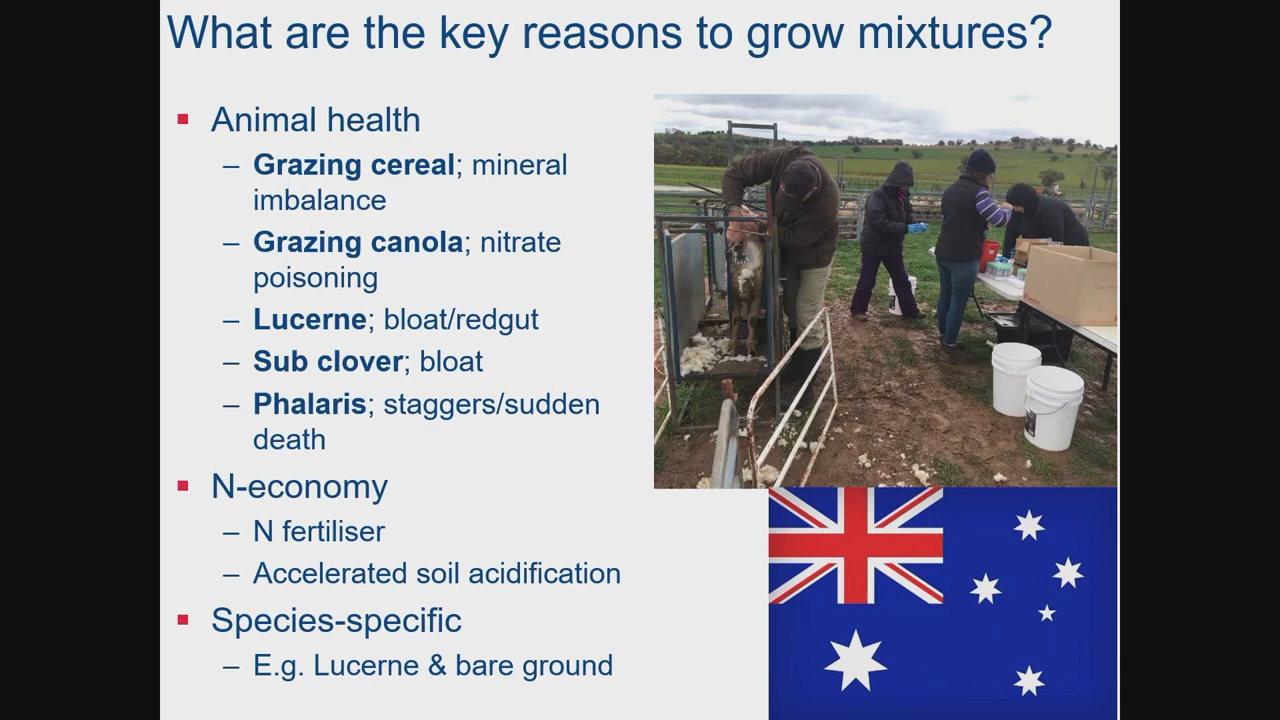 What are the key reasons to grow mixtures?
▪ Animal health
– Grazing cereal; mineral
imbalance
– Grazing canola; nitrate
poisoning
– Lucerne; bloat/redgut
– Sub clover; bloat
– Phalaris; staggers/sudden
death
▪ N-economy
– N fertiliser
– Accelerated soil acidification
▪ Species-specific
– E.g. Lucerne & bare ground